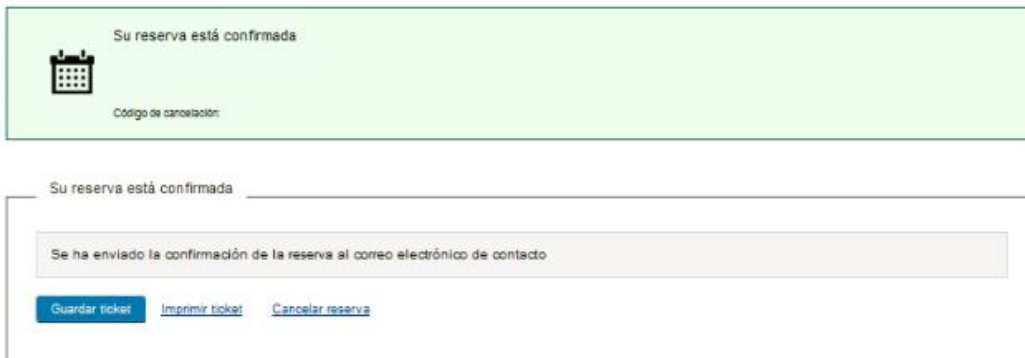 Su reserva está confirmada
Código de cancelación:
Su reserva está confirmada
Se ha enviado la confirmación de la reserva al correo electrónico de contacto
Guardar ticket Imprimir ticket Cancelar reserva